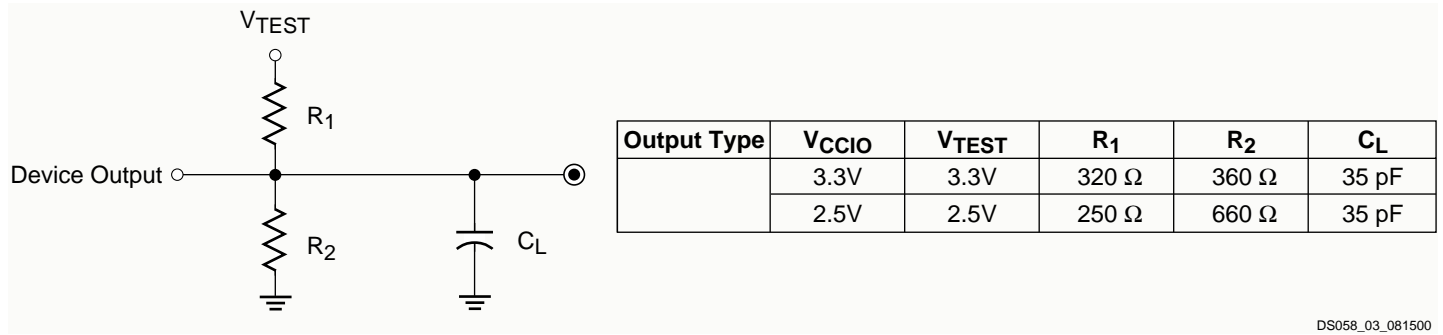 VTEST
R1
Device Output
R2
CL
Output Type VCCIO VTEST R1 R2 CL
3.3V 3.3V 320 Ω 360 Ω 35 pF
2.5V 2.5V 250 Ω 660 Ω 35 pF
DS058_03_081500